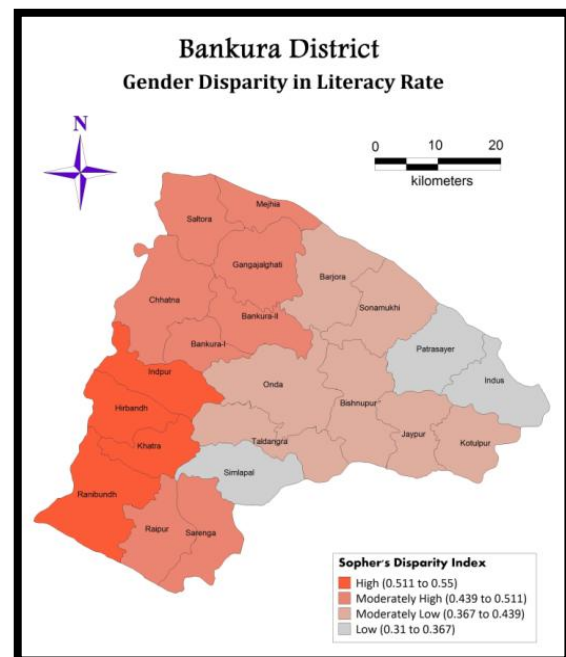 Bankura District
Gender Disparity in Literacy Rate
N
0 10 20
kilometers
Mejhia
Saltora
Gangajalghati
Barjora
Chhatna
Sonamukhi
Bankura-II
Bankura-I
Patrasayer
Indpur
Indus
Onda
Hirbandh
Bishnupur
Jaypur
Khatra
Taldangra
Kotulpur
Simlapal
Ranibundh
Raipur
Sarenga
Sopher's Disparity Index
High (0.511 to 0.55)
Moderately High (0.439 to 0.511)
Moderately Low (0.367 to 0.439)
Low (0.31 to 0.367)